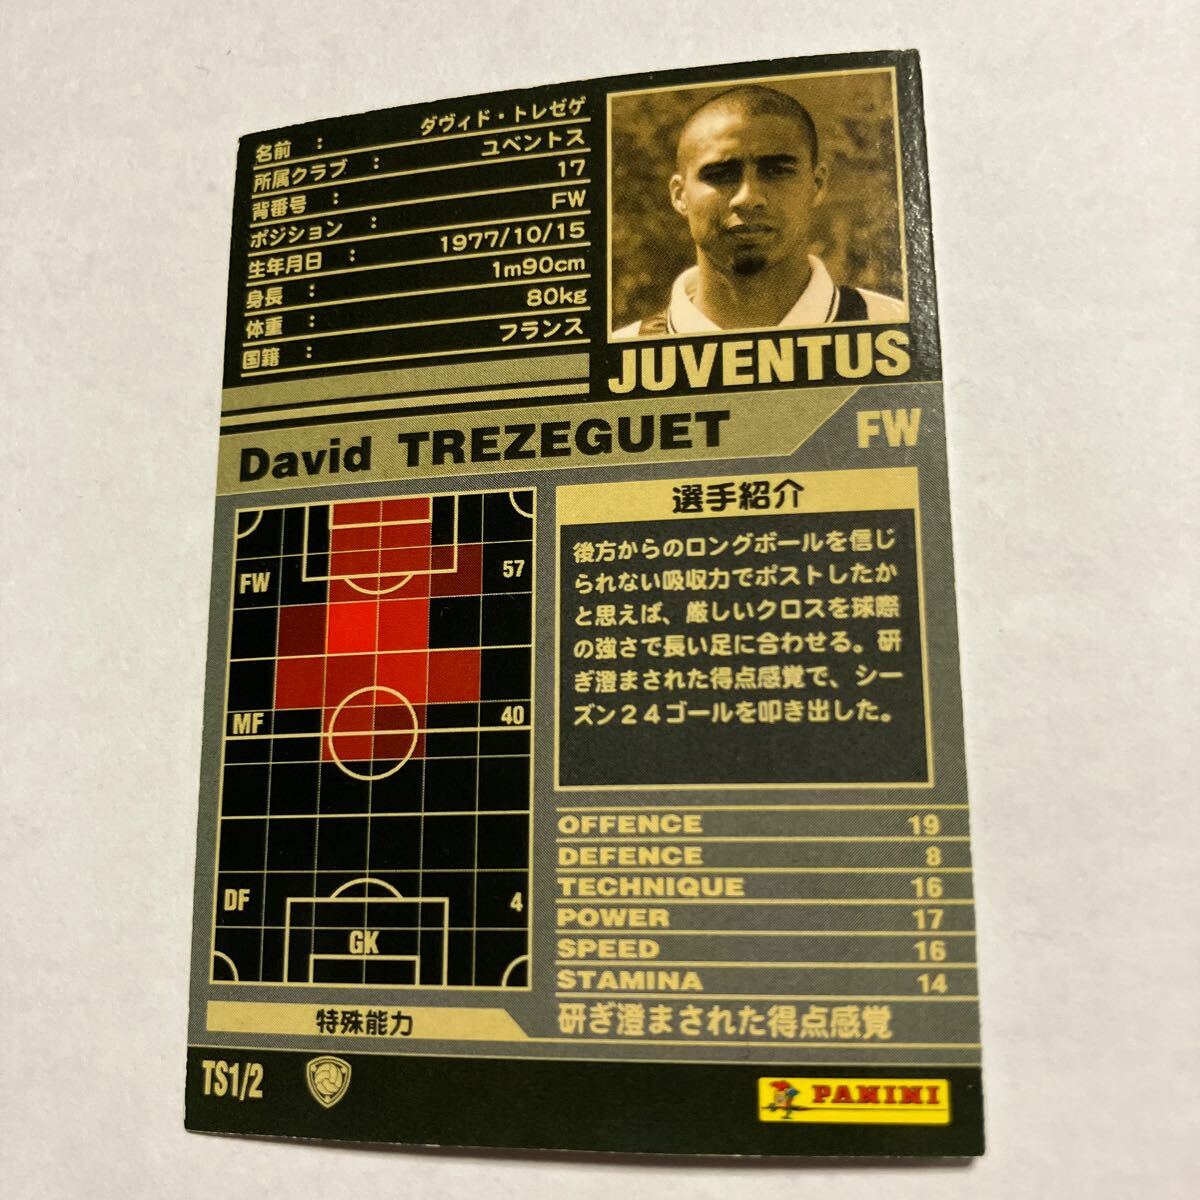 名前 : ダヴィド・トレゼゲ
所属クラブ : ユベントス
背番号 : 17
ポジション : FW
生年月日 : 1977/10/15
身長 : 1m90cm
体重 : 80kg
国籍 : フランス
JUVENTUS
David TREZEGUET
FW
FW 57
MF 40
DF 4
GK
選手紹介
後方からのロングボールを信じ
られない吸収力でポストしたか
と思えば、厳しいクロスを球際
の強さで長い足に合わせる。研
ぎ澄まされた得点感覚で、シー
ズン24ゴールを叩き出した。
OFFENCE 19
DEFENCE 8
TECHNIQUE 16
POWER 17
SPEED 16
STAMINA 14
特殊能力
研ぎ澄まされた得点感覚
TS1/2
PANINI